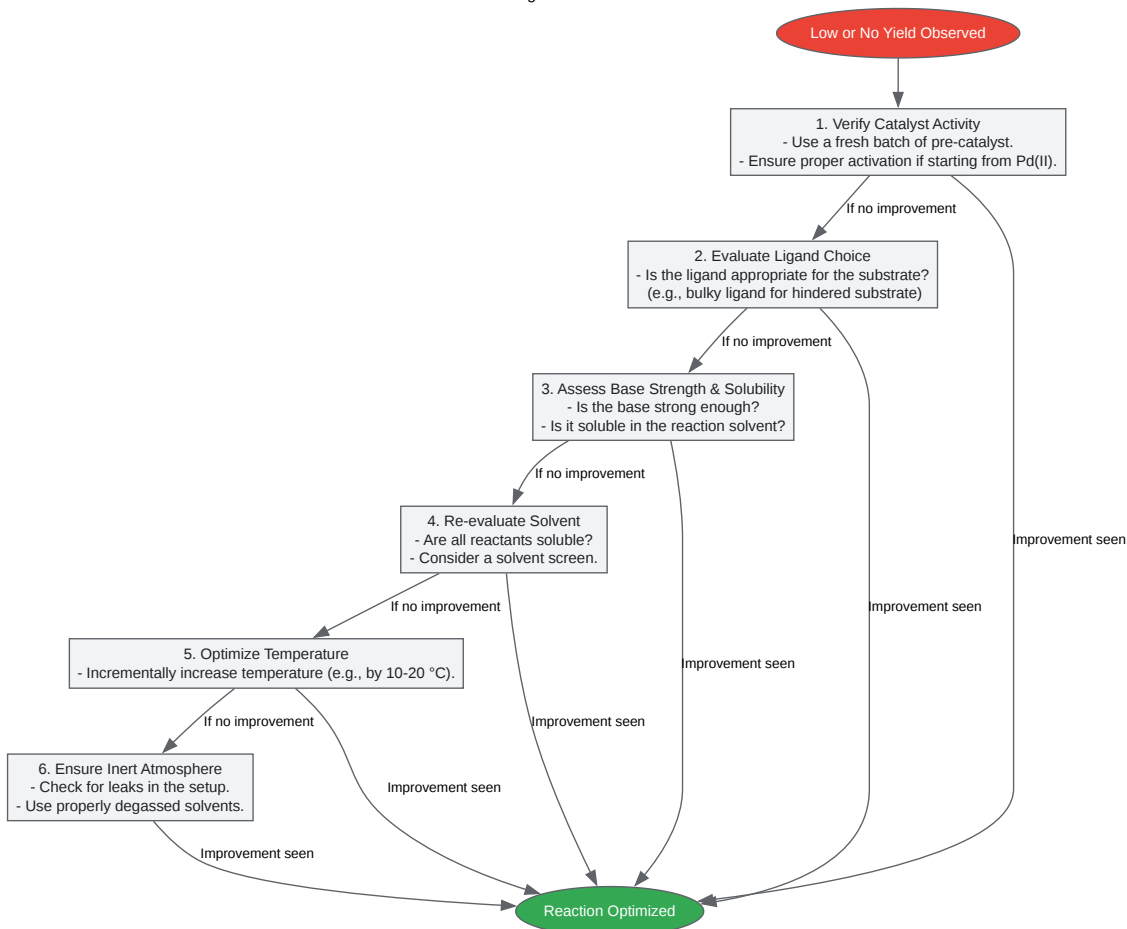 Low or No Yield Observed
1. Verify Catalyst Activity
- Use a fresh batch of pre-catalyst.
- Ensure proper activation if starting from Pd(II).
If no improvement
2. Evaluate Ligand Choice
- Is the ligand appropriate for the substrate?
(e.g., bulky ligand for hindered substrate)
If no improvement
3. Assess Base Strength & Solubility
- Is the base strong enough?
- Is it soluble in the reaction solvent?
If no improvement
4. Re-evaluate Solvent
- Are all reactants soluble?
- Consider a solvent screen.
Improvement seen
If no improvement
Improvement seen
5. Optimize Temperature
- Incrementally increase temperature (e.g., by 10-20 °C).
Improvement seen
If no improvement
Improvement seen
6. Ensure Inert Atmosphere
- Check for leaks in the setup.
- Use properly degassed solvents.
Improvement seen
Improvement seen
Reaction Optimized